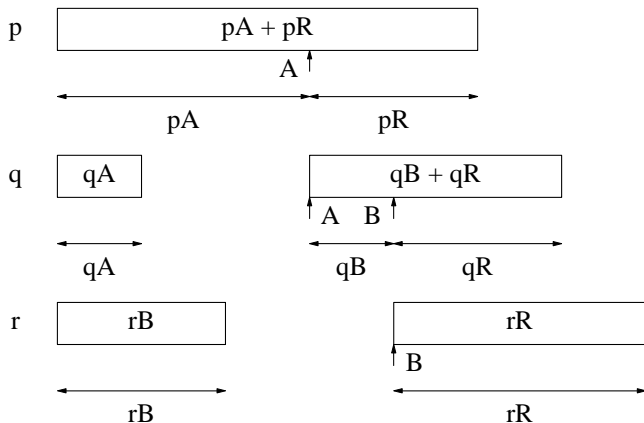 p pA + pR
A
pA pR
q qA qB + qR
A B
qA qB qR
r rB rR
B
rB rR